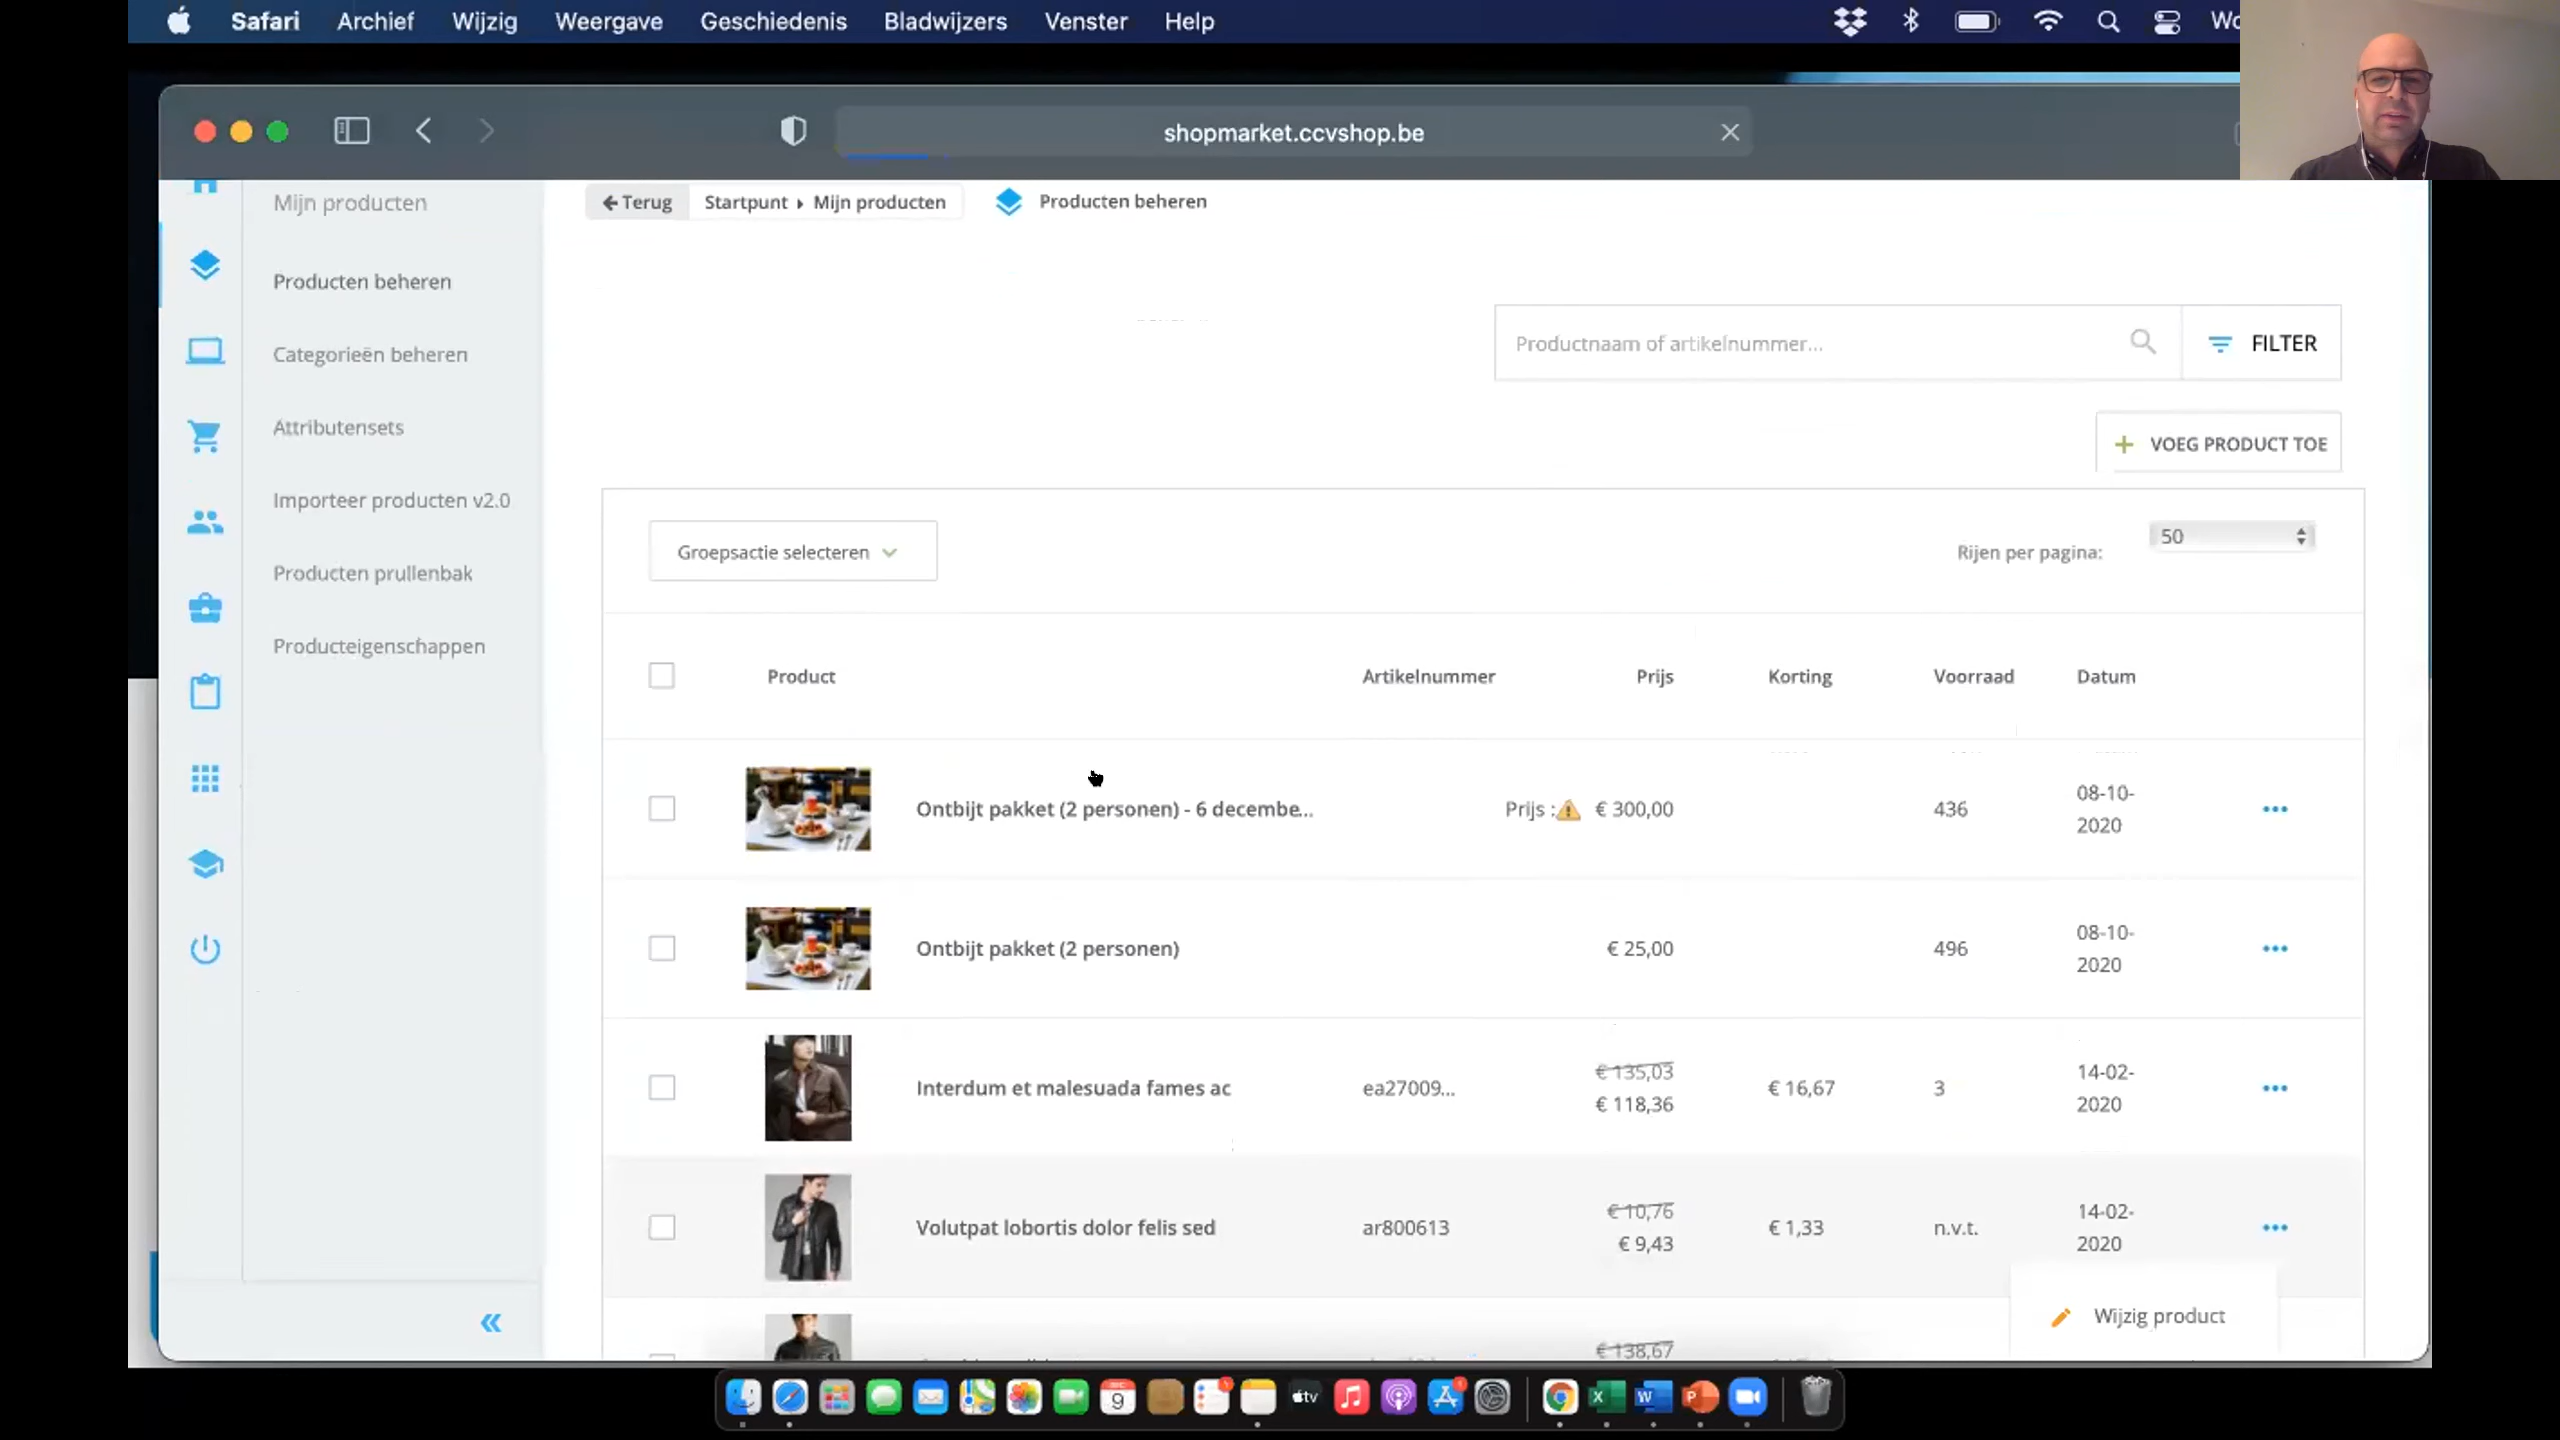 Safari Archief Wijzig Weergave Geschiedenis Bladwijzers Venster Help
shopmarket.ccvshop.be
Mijn producten
Producten beheren
Categorieën beheren
Attributensets
Importeer producten v2.0
Producten prullenbak
Producteigenschappen
Terug Startpunt Mijn producten Producten beheren
Productnaam of artikelnummer... FILTER
VOEG PRODUCT TOE
Groepsactie selecteren Rijen per pagina: 50
Product Artikelnummer Prijs Korting Voorraad Datum
Ontbijt pakket (2 personen) - 6 decembe... Prijs : € 300,00 436 08-10-
2020
Ontbijt pakket (2 personen) € 25,00 496 08-10-
2020
Interdum et malesuada fames ac ea27009... € 135,03 € 16,67 3 14-02-
€ 118,36 2020
Volutpat lobortis dolor felis sed ar800613 € 10,76 € 1,33 n.v.t. 14-02-
€ 9,43 2020
Wijzig product
€ 138,67
9
tv
X
W
P